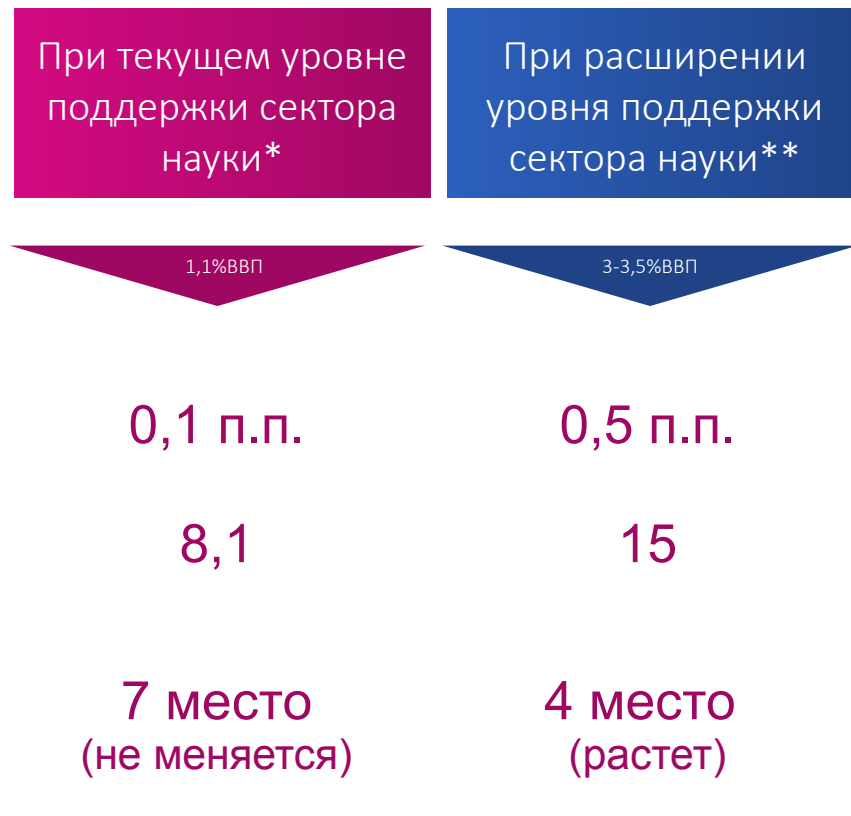 При текущем уровне
поддержки сектора
науки*
При расширении
уровня поддержки
сектора науки**
1,1%ВВП
3-3,5%ВВП
0,1 п.п.
0,5 п.п.
8,1
15
7 место
(не меняется)
4 место
(растет)